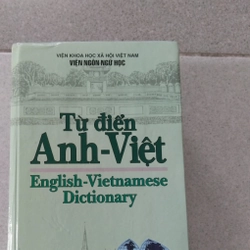 VIỆN KHOA HỌC XÃ HỘI VIỆT NAM
VIỆN NGÔN NGỮ HỌC
Từ điển
Anh-Việt
English-Vietnamese
Dictionary